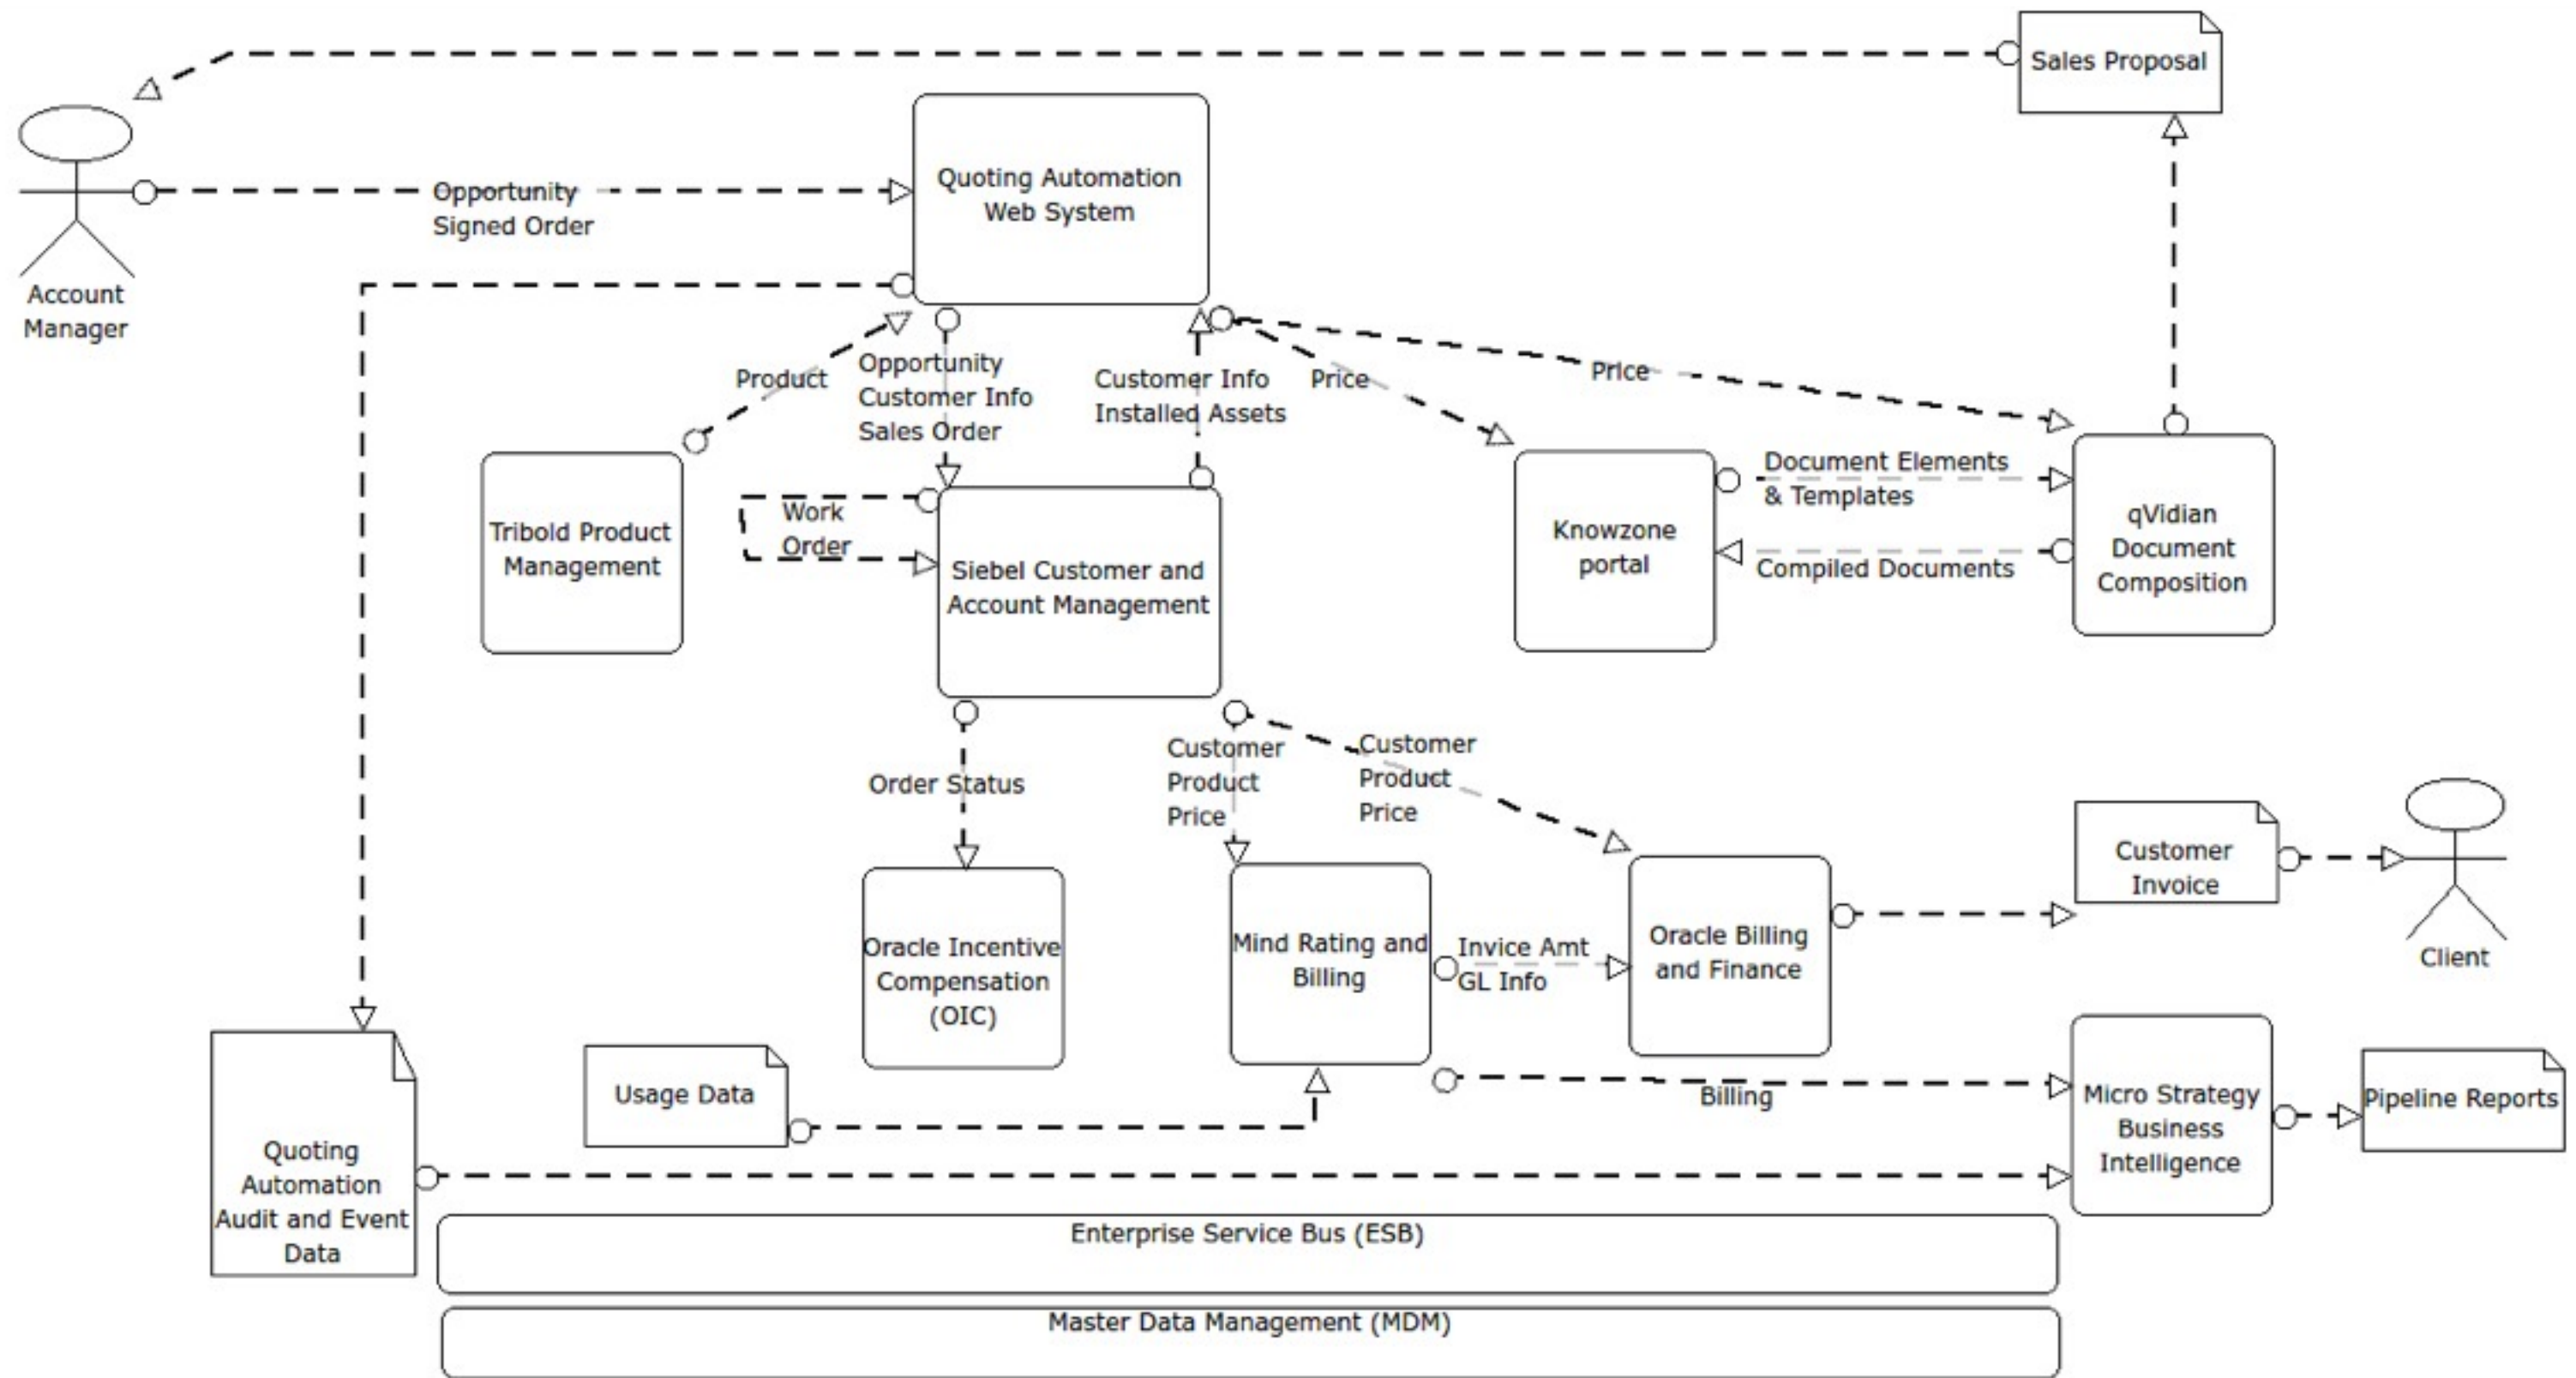 Sales Proposal
Opportunity
Signed Order
Quoting Automation
Web System
Account
Manager
Product
Opportunity
Customer Info
Sales Order
Customer Info
Installed Assets
Price
Price
Tribold Product
Management
Work
Order
Siebel Customer and
Account Management
Knowzone
portal
Document Elements
& Templates
Compiled Documents
qVidian
Document
Composition
Order Status
Customer
Product
Price
Customer
Product
Price
Oracle Incentive
Compensation
(OIC)
Mind Rating and
Billing
Invice Amt
GL Info
Oracle Billing
and Finance
Customer
Invoice
Client
Usage Data
Billing
Micro Strategy
Business
Intelligence
Pipeline Reports
Quoting
Automation
Audit and Event
Data
Enterprise Service Bus (ESB)
Master Data Management (MDM)